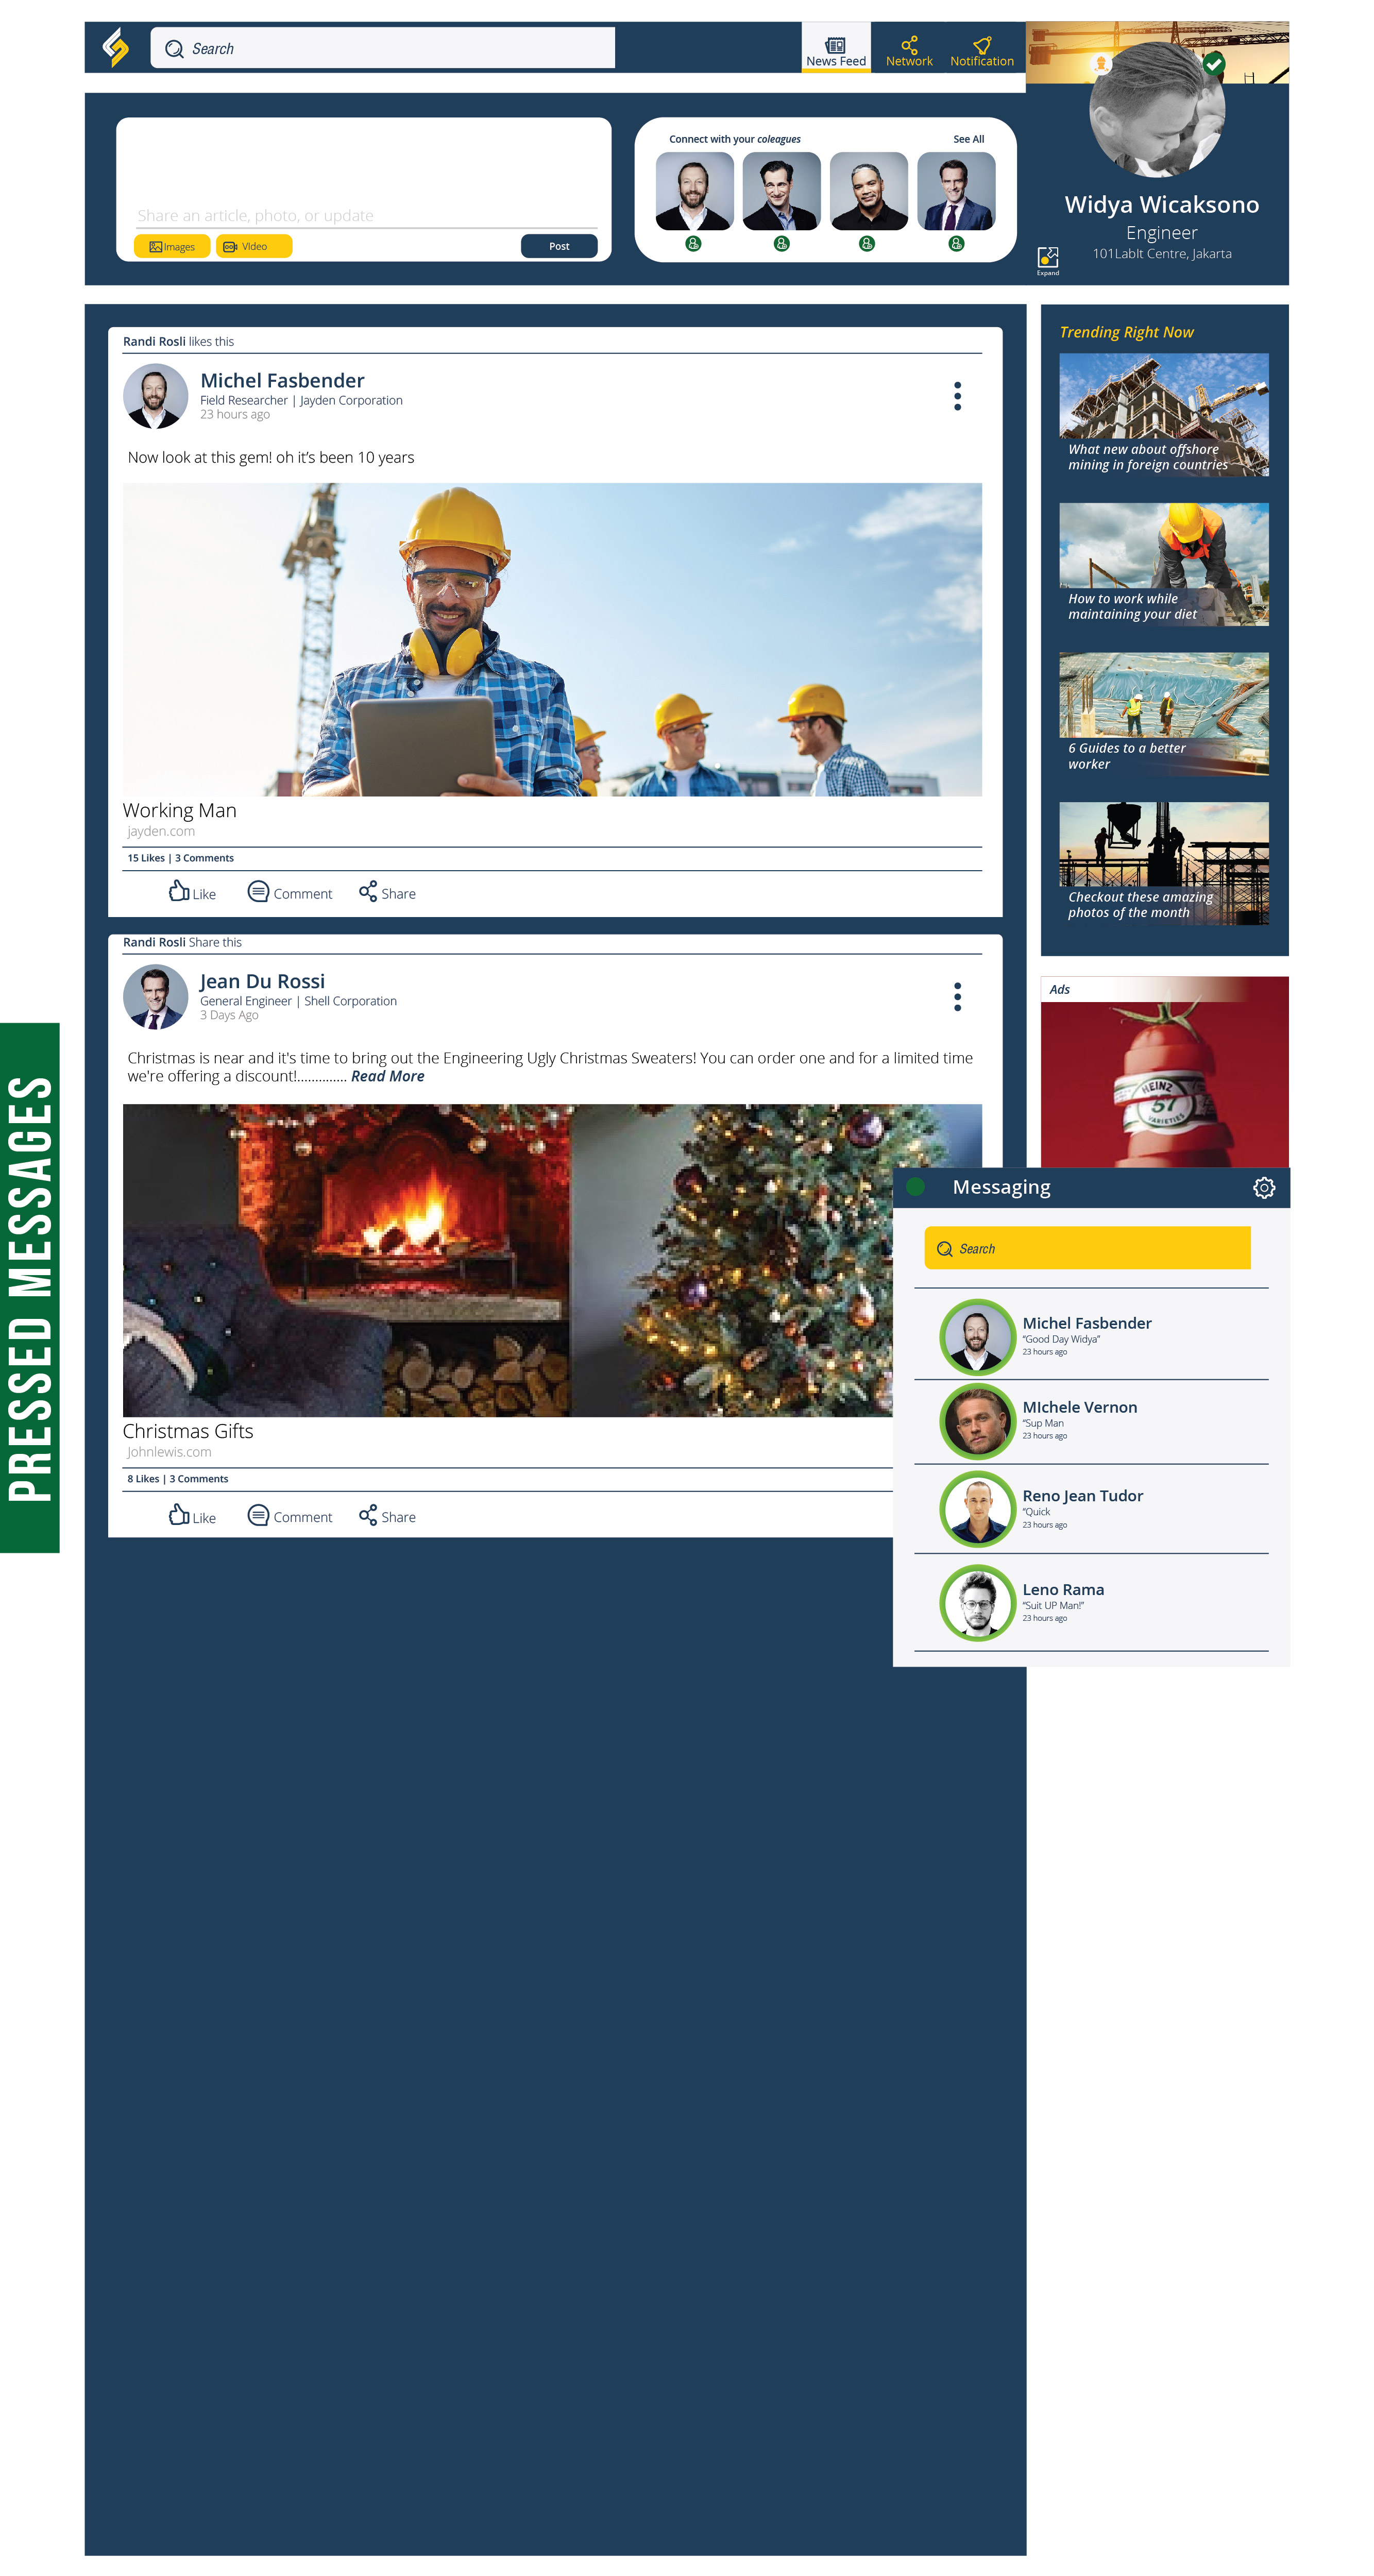 Search
News Feed
Network
Notification
Share an article, photo, or update
Images
VIdeo
Post
Connect with your coleagues
See All
Widya Wicaksono
Engineer
101Lablt Centre, Jakarta
Expand
Randi Rosli likes this
Michel Fasbender
Field Researcher | Jayden Corporation
23 hours ago
Now look at this gem! oh it's been 10 years
Working Man
jayden.com
15 Likes | 3 Comments
Like
Comment
Share
Randi Rosli Share this
Jean Du Rossi
General Engineer | Shell Corporation
3 Days Ago
Christmas is near and it's time to bring out the Engineering Ugly Christmas Sweaters! You can order one and for a limited time
we're offering a discount!.............. Read More
Christmas Gifts
Johnlewis.com
8 Likes | 3 Comments
Like
Comment
Share
Trending Right Now
What new about offshore
mining in foreign countries
How to work while
maintaining your diet
6 Guides to a better
worker
Checkout these amazing
photos of the month
Ads
HEINZ
57
VARIETIES
Messaging
Search
Michel Fasbender
"Good Day Widya"
23 hours ago
MIchele Vernon
"Sup Man
23 hours ago
Reno Jean Tudor
"Quick
23 hours ago
Leno Rama
"Suit UP Man!"
23 hours ago
PRESSED MESSAGES